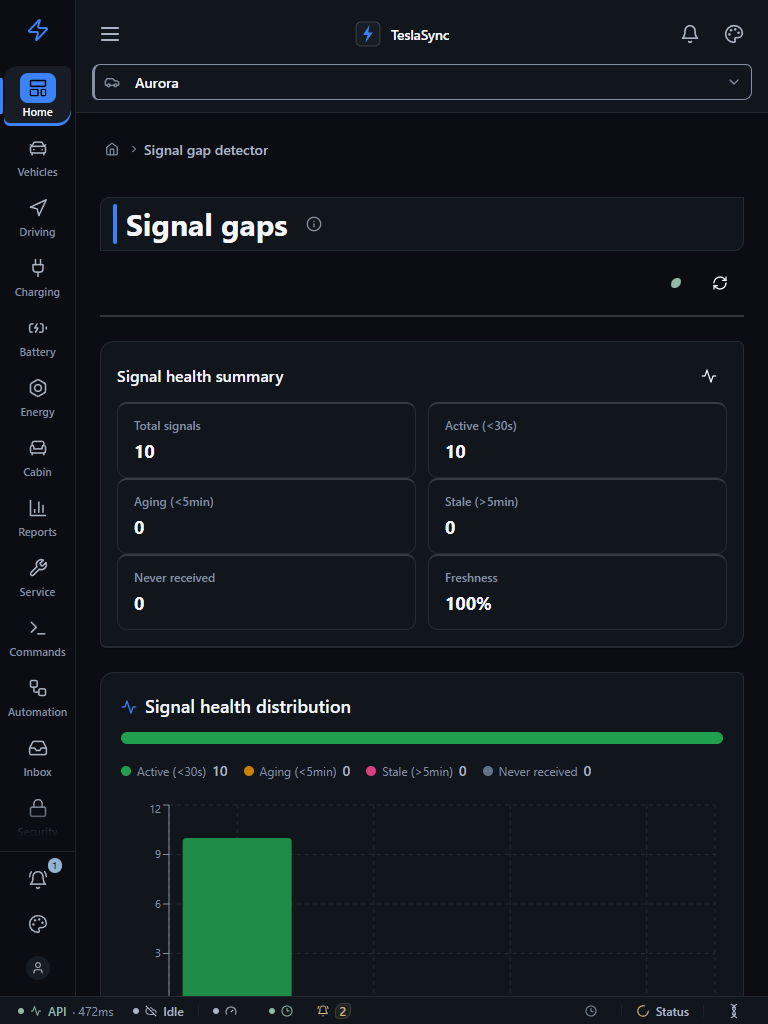 TeslaSync
Aurora
Home
Vehicles
Driving
Charging
Battery
Energy
Cabin
Reports
Service
Commands
Automation
Inbox
Security
1
Signal gap detector
Signal gaps
Signal health summary
Total signals
10
Active (<30s)
10
Aging (<5min)
0
Stale (>5min)
0
Never received
0
Freshness
100%
Signal health distribution
Active (<30s) 10 Aging (<5min) 0 Stale (>5min) 0 Never received 0
12
9
6
3
API · 472ms Idle 2 Status